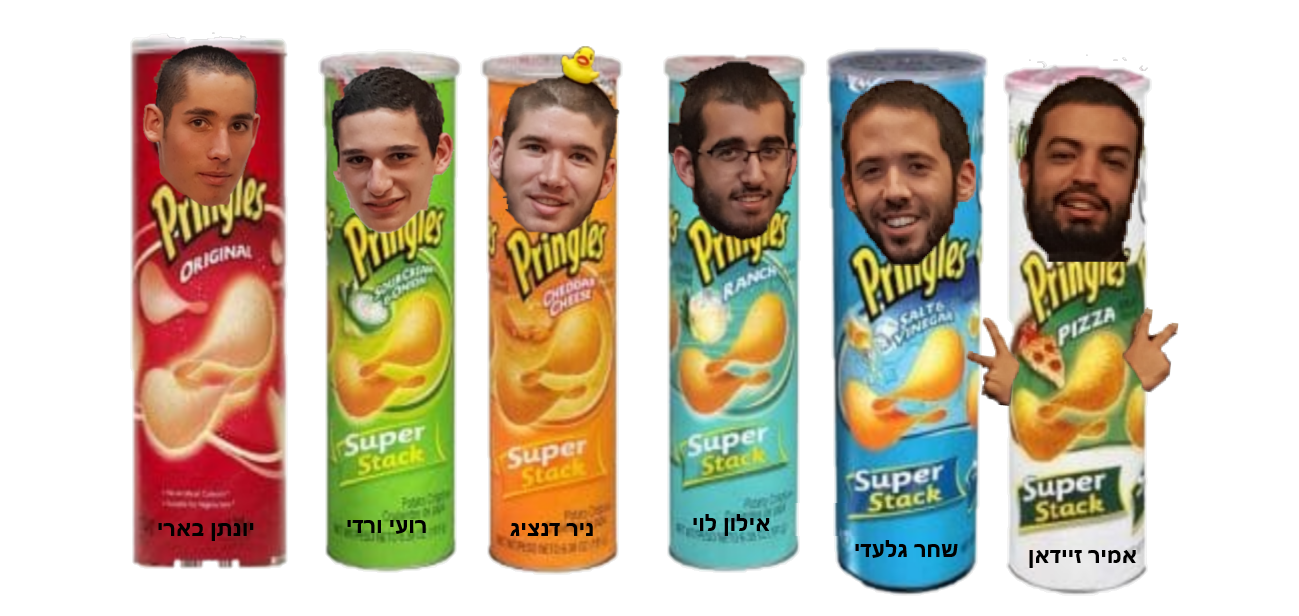 Pringles
ORIGINAL
יונתן בארי
Pringles
SOUR CREAM
& ONION
Super
Stack
רועי ורדי
Pringles
CHEDDAR
CHEESE
Super
Stack
ניר דנציג
Pringles
RANCH
Super
Stack
אילון לוי
Pringles
SALT &
VINEGAR
Super
Stack
שחר גלעדי
Pringles
PIZZA
Super
Stack
אמיר זיידאן